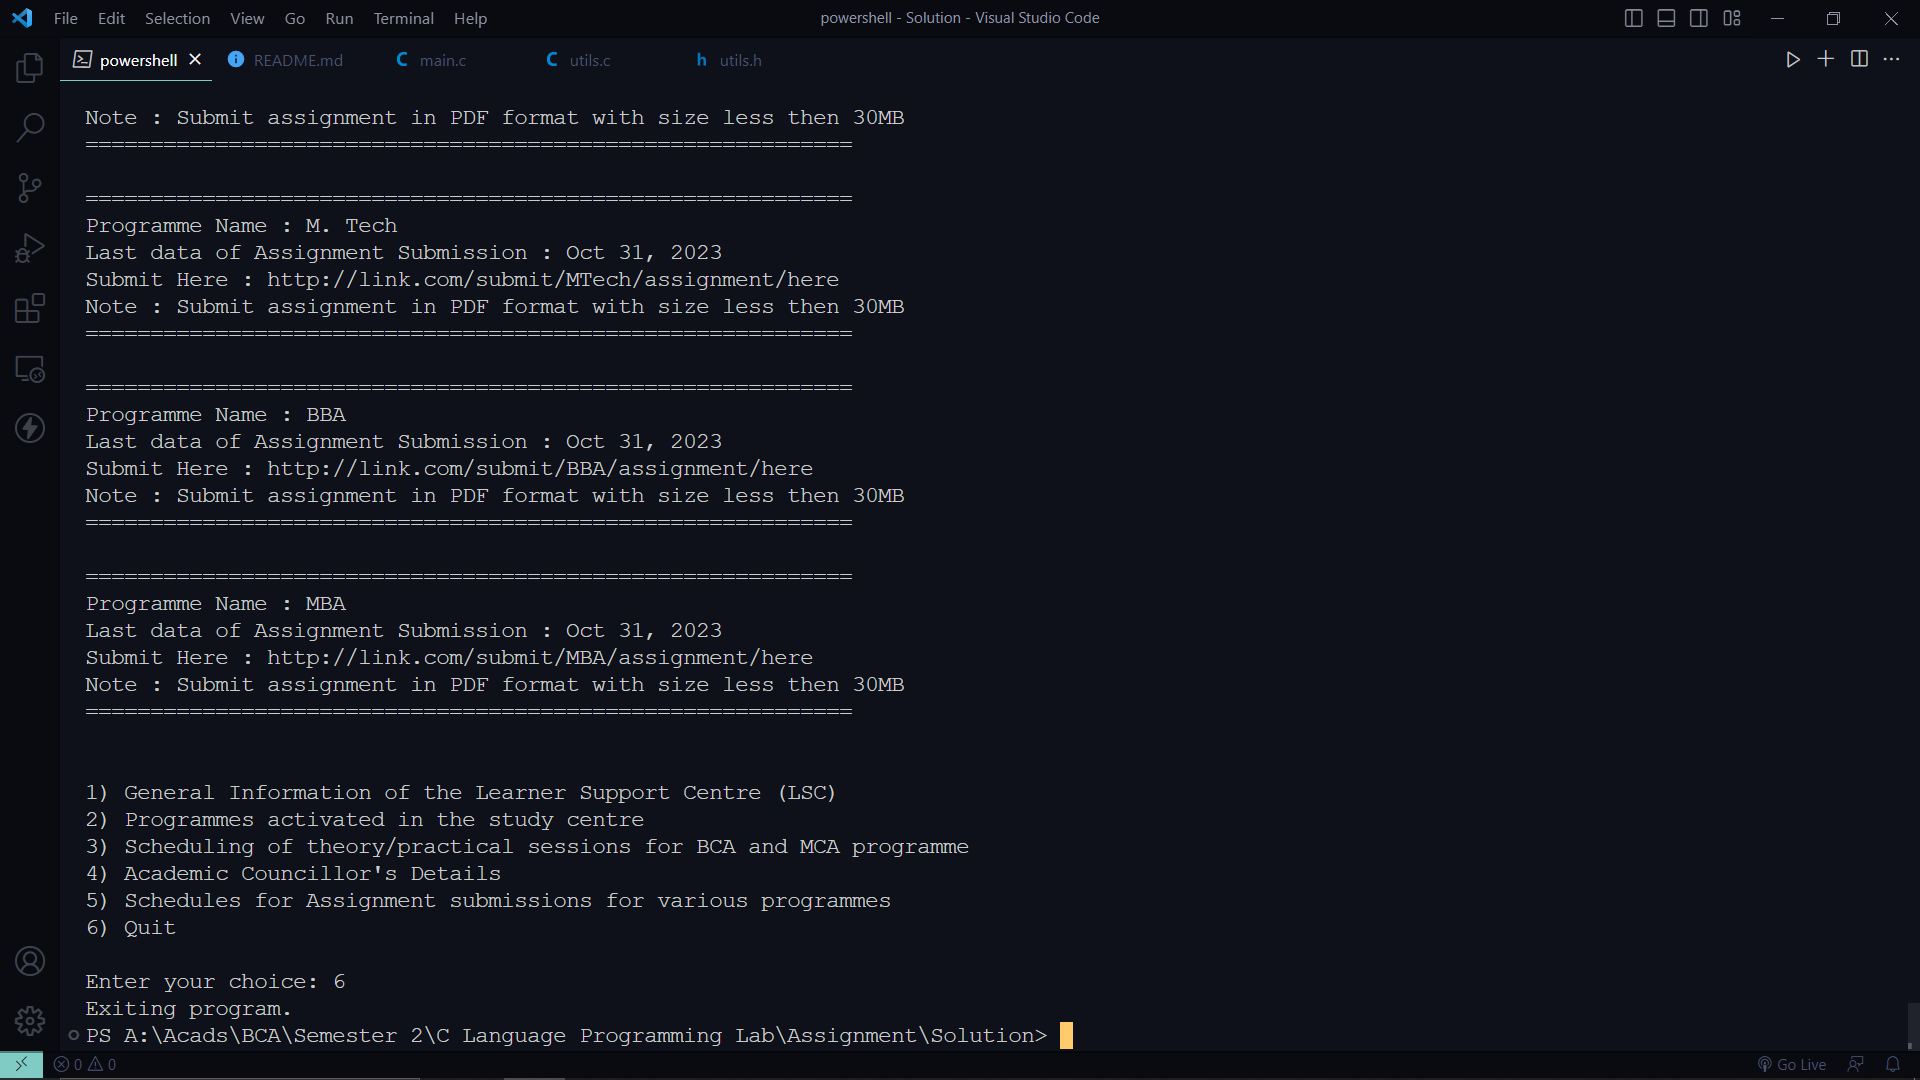 File Edit Selection View Go Run Terminal Help powershell - Solution - Visual Studio Code
powershell README.md main.c utils.c utils.h
Note : Submit assignment in PDF format with size less then 30MB
===========================================================
===========================================================
Programme Name : M. Tech
Last data of Assignment Submission : Oct 31, 2023
Submit Here : http://link.com/submit/MTech/assignment/here
Note : Submit assignment in PDF format with size less then 30MB
===========================================================
===========================================================
Programme Name : BBA
Last data of Assignment Submission : Oct 31, 2023
Submit Here : http://link.com/submit/BBA/assignment/here
Note : Submit assignment in PDF format with size less then 30MB
===========================================================
===========================================================
Programme Name : MBA
Last data of Assignment Submission : Oct 31, 2023
Submit Here : http://link.com/submit/MBA/assignment/here
Note : Submit assignment in PDF format with size less then 30MB
===========================================================
1) General Information of the Learner Support Centre (LSC)
2) Programmes activated in the study centre
3) Scheduling of theory/practical sessions for BCA and MCA programme
4) Academic Councillor's Details
5) Schedules for Assignment submissions for various programmes
6) Quit
Enter your choice: 6
Exiting program.
PS A:\Acads\BCA\Semester 2\C Language Programming Lab\Assignment\Solution>
0 0 Go Live